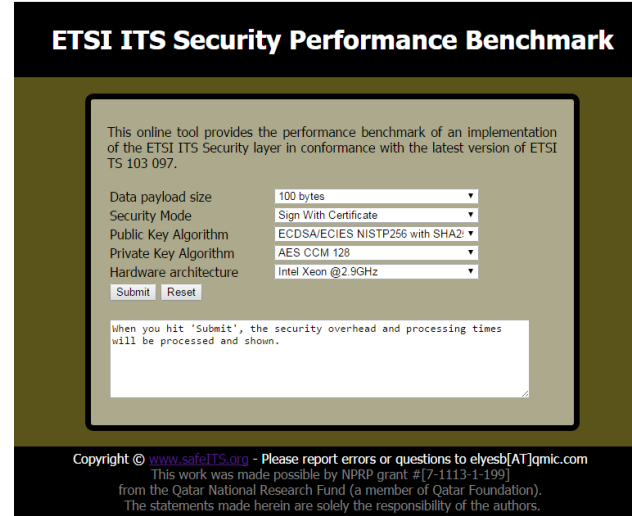 ETSI ITS Security Performance Benchmark
This online tool provides the performance benchmark of an implementation
of the ETSI ITS Security layer in conformance with the latest version of ETSI
TS 103 097.
Data payload size 100 bytes
Security Mode Sign With Certificate
Public Key Algorithm ECDSA/ECIES NISTP256 with SHA25
Private Key Algorithm AES CCM 128
Hardware architecture Intel Xeon @2.9GHz
Submit Reset
When you hit 'Submit', the security overhead and processing times
will be processed and shown.
Copyright © www.safeITS.org - Please report errors or questions to elyesb[AT]qmic.com
This work was made possible by NPRP grant #[7-1113-1-199]
from the Qatar National Research Fund (a member of Qatar Foundation).
The statements made herein are solely the responsibility of the authors.